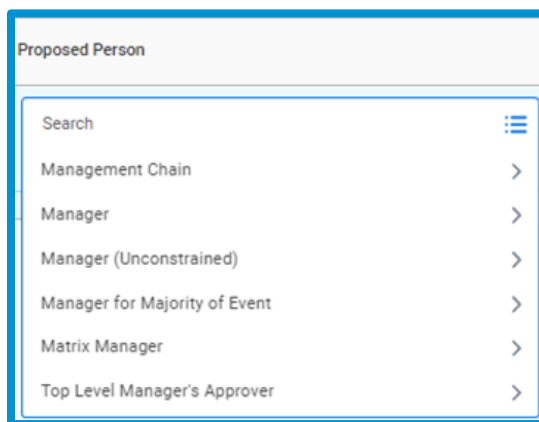 Proposed Person
Search
Management Chain
Manager
Manager (Unconstrained)
Manager for Majority of Event
Matrix Manager
Top Level Manager's Approver